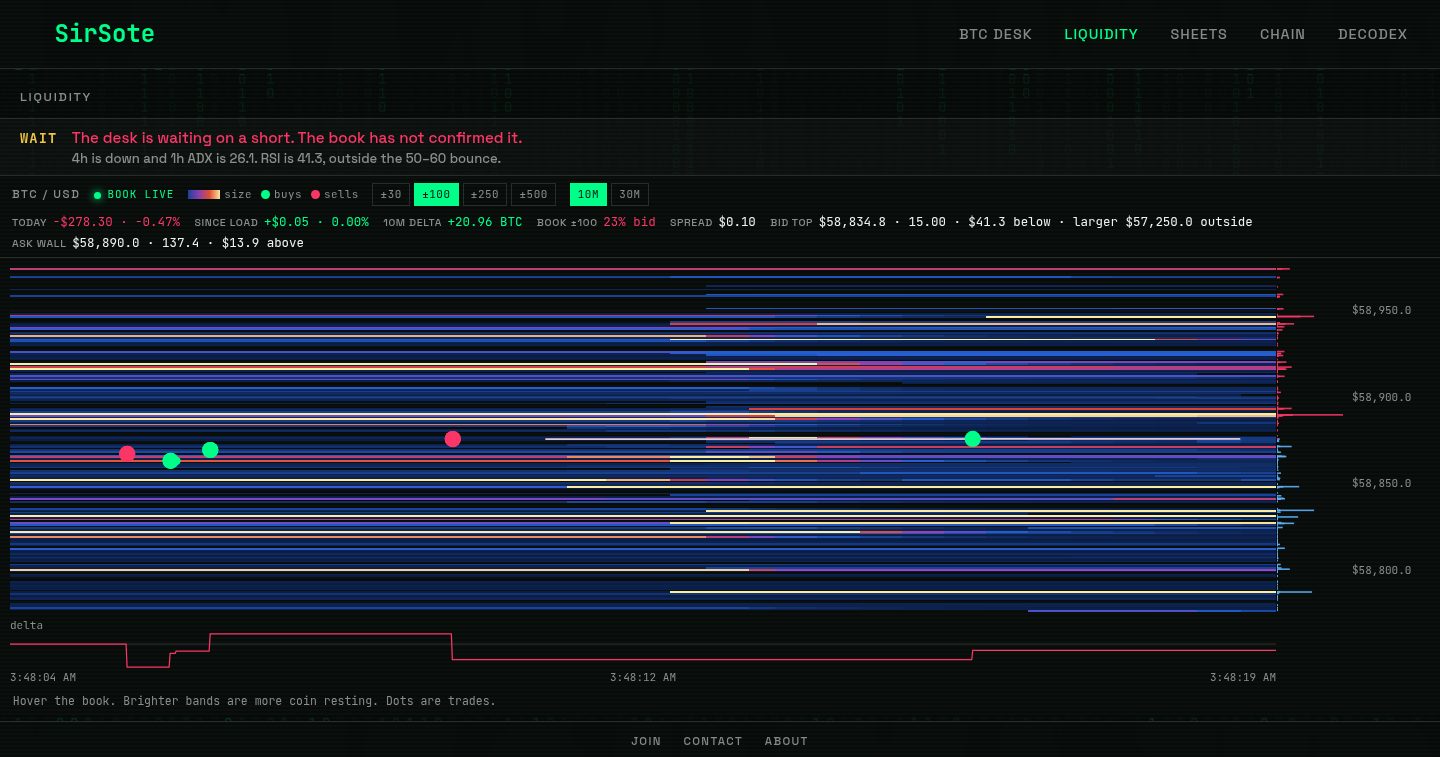 SirSote
BTC DESK LIQUIDITY SHEETS CHAIN DECODEX
LIQUIDITY
WAIT The desk is waiting on a short. The book has not confirmed it.
4h is down and 1h ADX is 26.1. RSI is 41.3, outside the 50–60 bounce.
BTC / USD BOOK LIVE size buys sells ±30 ±100 ±250 ±500 10M 30M
TODAY -$278.30 · -0.47% SINCE LOAD +$0.05 · 0.00% 10M DELTA +20.96 BTC BOOK ±100 23% bid SPREAD $0.10 BID TOP $58,834.8 · 15.00 · $41.3 below · larger $57,250.0 outside
ASK WALL $58,890.0 · 137.4 · $13.9 above
$58,950.0
$58,900.0
$58,850.0
$58,800.0
delta
3:48:04 AM 3:48:12 AM 3:48:19 AM
Hover the book. Brighter bands are more coin resting. Dots are trades.
JOIN CONTACT ABOUT